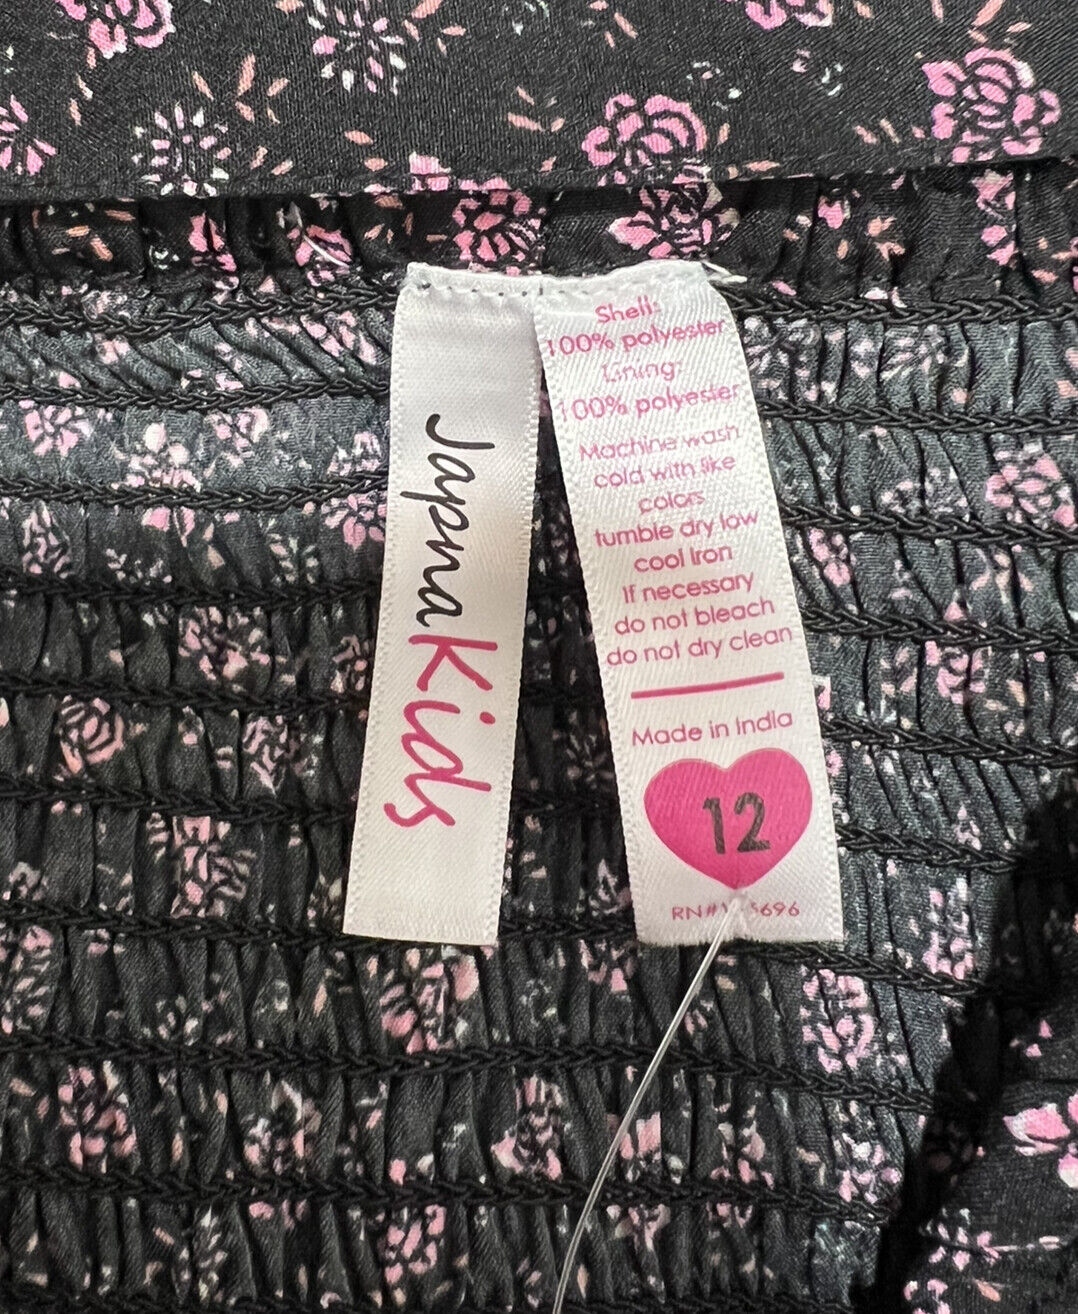 Japna Kids
Shell:
100% polyester
Lining:
100% polyester
Machine wash
cold with like
colors
tumble dry low
cool Iron
If necessary
do not bleach
do not dry clean
Made in India
12